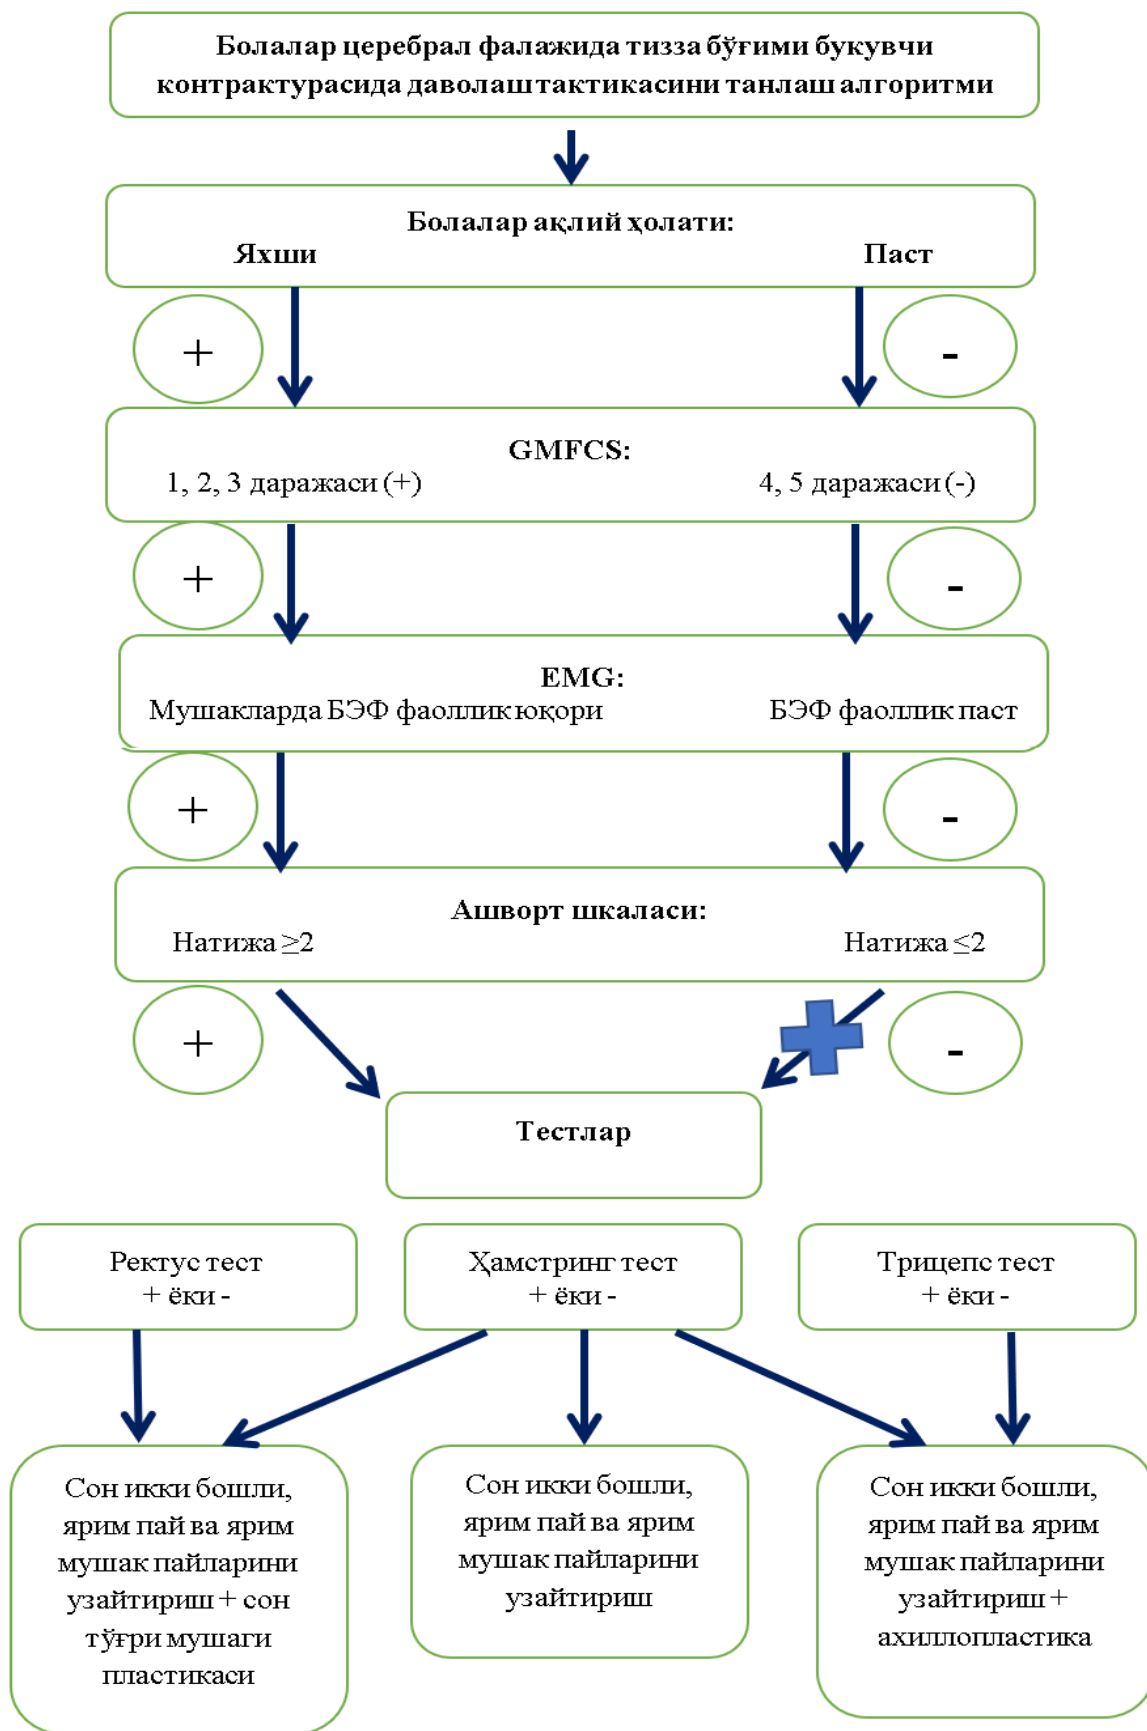 Болалар церебрал фалажида тизза бўғими букувчи
контрактурасида даволаш тактикасини танлаш алгоритми
Болалар ақлий ҳолати:
Яхши Паст
+ -
GMFCS:
1, 2, 3 даражаси (+) 4, 5 даражаси (-)
+ -
EMG:
Мушакларда БЭФ фаоллик юқори БЭФ фаоллик паст
+ -
Ашворт шкаласи:
Натижа ≥2 Натижа ≤2
+ -
Тестлар
Ректус тест
+ ёки -
Ҳамстринг тест
+ ёки -
Трицепс тест
+ ёки -
Сон икки бошли,
ярим пай ва ярим
мушак пайларини
узайтириш + сон
тўғри мушаги
пластикаси
Сон икки бошли,
ярим пай ва ярим
мушак пайларини
узайтириш
Сон икки бошли,
ярим пай ва ярим
мушак пайларини
узайтириш +
ахиллопластика